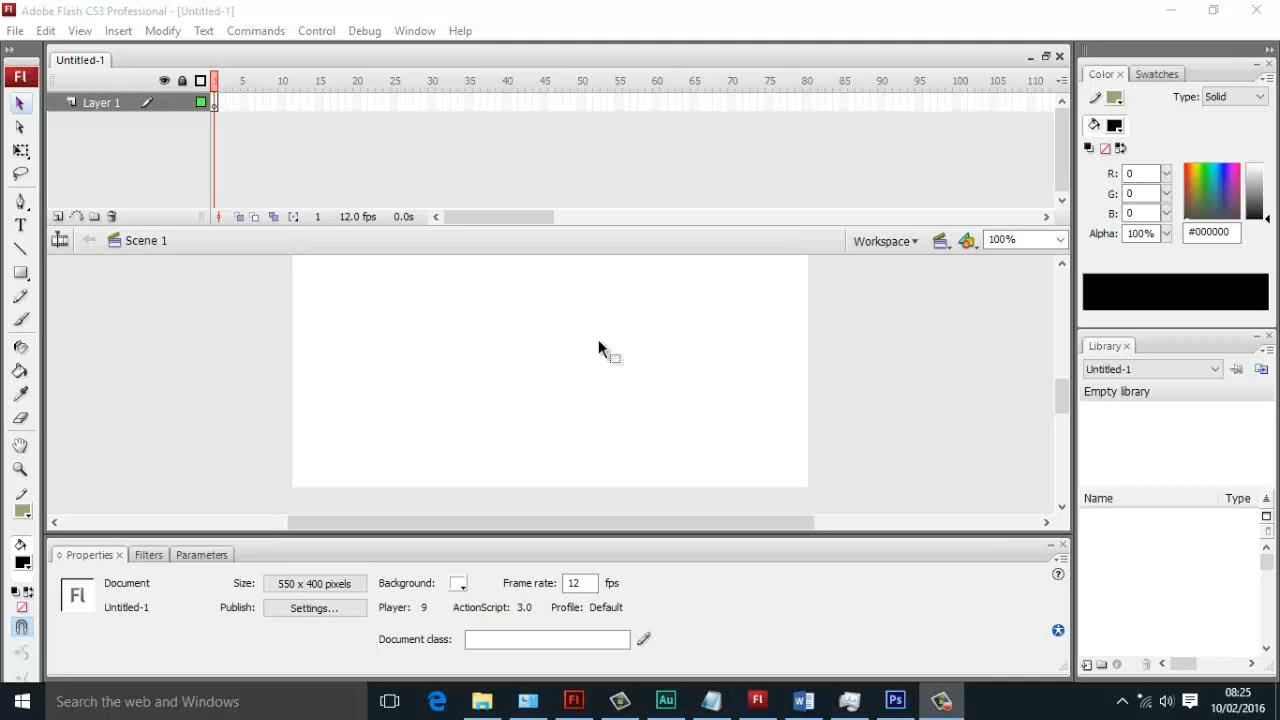 Adobe Flash CS3 Professional - [Untitled-1]
File Edit View Insert Modify Text Commands Control Debug Window Help
Fl
Untitled-1
5 10 15 20 25 30 35 40 45 50 55 60 65 70 75 80 85 90 95 100 105 110
Layer 1
1 12.0 fps 0.0s
Scene 1
Workspace
100%
Color Swatches
Type: Solid
R: 0
G: 0
B: 0
Alpha: 100% #000000
Library
Untitled-1
Empty library
Name Type
Properties Filters Parameters
Fl
Document
Untitled-1
Size: 550 x 400 pixels Background: Frame rate: 12 fps
Publish: Settings... Player: 9 ActionScript: 3.0 Profile: Default
Document class:
Search the web and Windows
Fl
Au
Fl
Ps
08:25
10/02/2016